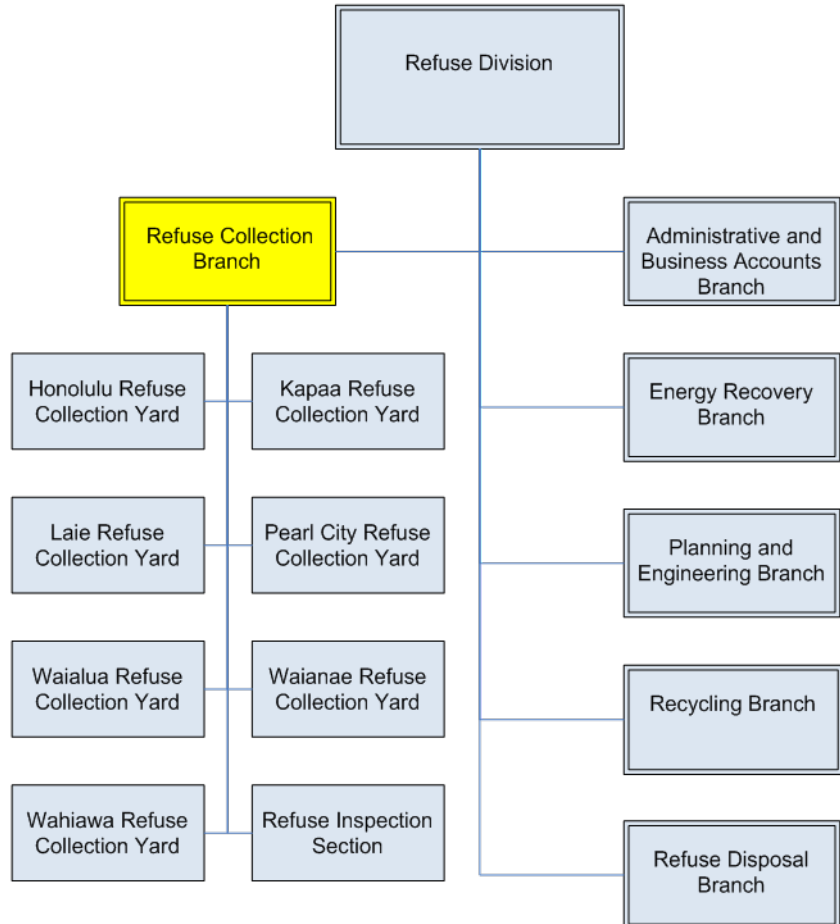 Refuse Division
Refuse Collection
Branch
Administrative and
Business Accounts
Branch
Honolulu Refuse
Collection Yard
Kapaa Refuse
Collection Yard
Energy Recovery
Branch
Laie Refuse
Collection Yard
Pearl City Refuse
Collection Yard
Planning and
Engineering Branch
Waialua Refuse
Collection Yard
Waianae Refuse
Collection Yard
Recycling Branch
Wahiawa Refuse
Collection Yard
Refuse Inspection
Section
Refuse Disposal
Branch